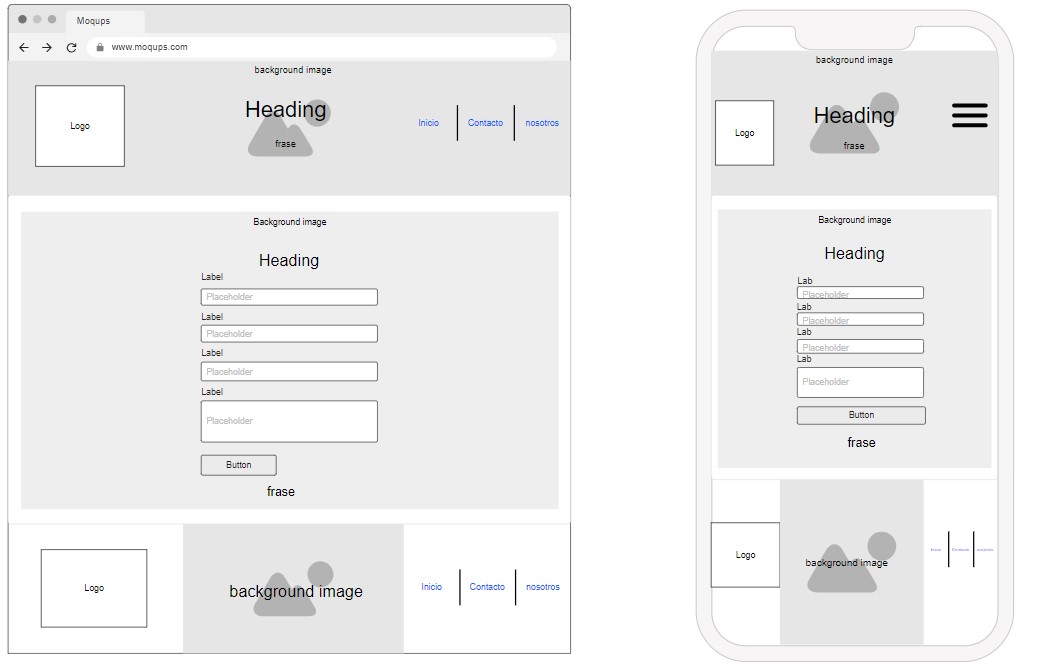 Moqups
www.moqups.com
background image
Logo
Heading
frase
Inicio
Contacto
nosotros
Background image
Heading
Label
Placeholder
Label
Placeholder
Label
Placeholder
Label
Placeholder
Button
frase
Logo
background image
Inicio
Contacto
nosotros
background image
Logo
Heading
frase
Background image
Heading
Lab
Placeholder
Lab
Placeholder
Lab
Placeholder
Lab
Placeholder
Button
frase
Logo
background image
Inicio
Contacto
nosotros